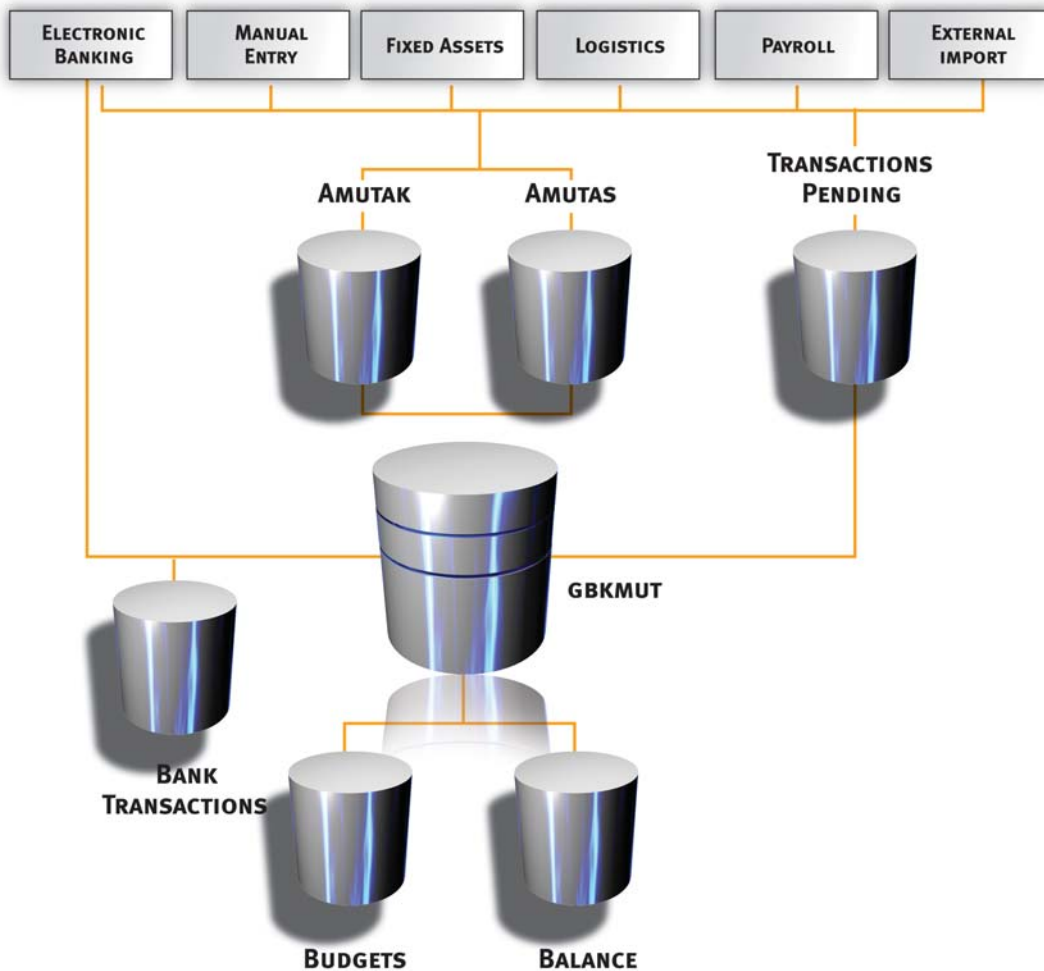 ELECTRONIC
BANKING
MANUAL
ENTRY
FIXED ASSETS
LOGISTICS
PAYROLL
EXTERNAL
IMPORT
AMUTAK
AMUTAS
TRANSACTIONS
PENDING
GBKMUT
BANK
TRANSACTIONS
BUDGETS
BALANCE